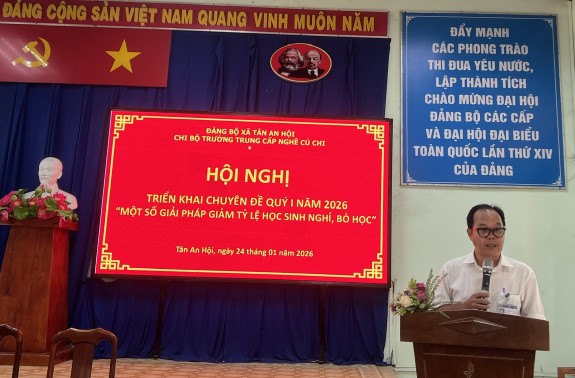 ĐẢNG CỘNG SẢN VIỆT NAM QUANG VINH MUÔN NĂM
ĐẨY MẠNH
CÁC PHONG TRÀO
THI ĐUA YÊU NƯỚC,
LẬP THÀNH TÍCH
CHÀO MỪNG ĐẠI HỘI
ĐẢNG BỘ CÁC CẤP
VÀ ĐẠI HỘI ĐẠI BIỂU
TOÀN QUỐC LẦN THỨ XIV
CỦA ĐẢNG
ĐẢNG BỘ XÃ TÂN AN HỘI
CHI BỘ TRƯỜNG TRUNG CẤP NGHỀ CỦ CHI
HỘI NGHỊ
TRIỂN KHAI CHUYÊN ĐỀ QUÝ I NĂM 2026
“MỘT SỐ GIẢI PHÁP GIẢM TỶ LỆ HỌC SINH NGHỈ, BỎ HỌC”
Tân An Hội, ngày 24 tháng 01 năm 2026